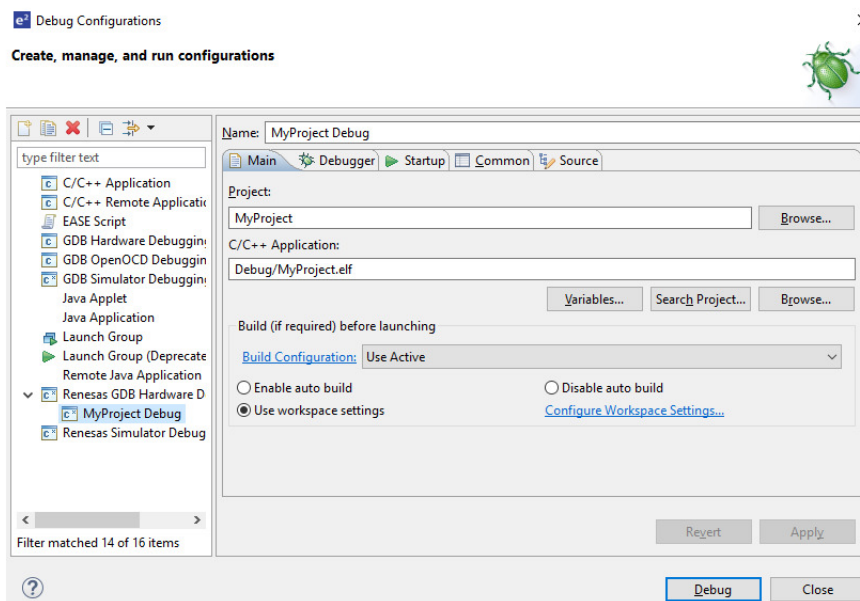 e² Debug Configurations
Create, manage, and run configurations
type filter text
C/C++ Application
C/C++ Remote Applicatio
EASE Script
GDB Hardware Debugging
GDB OpenOCD Debuggin
GDB Simulator Debugging
Java Applet
Java Application
Launch Group
Launch Group (Deprecate
Remote Java Application
Renesas GDB Hardware D
MyProject Debug
Renesas Simulator Debug
Filter matched 14 of 16 items
Name: MyProject Debug
Main Debugger Startup Common Source
Project:
MyProject Browse...
C/C++ Application:
Debug/MyProject.elf
Variables... Search Project... Browse...
Build (if required) before launching
Build Configuration: Use Active
Enable auto build Disable auto build
Use workspace settings Configure Workspace Settings...
Revert Apply
Debug Close